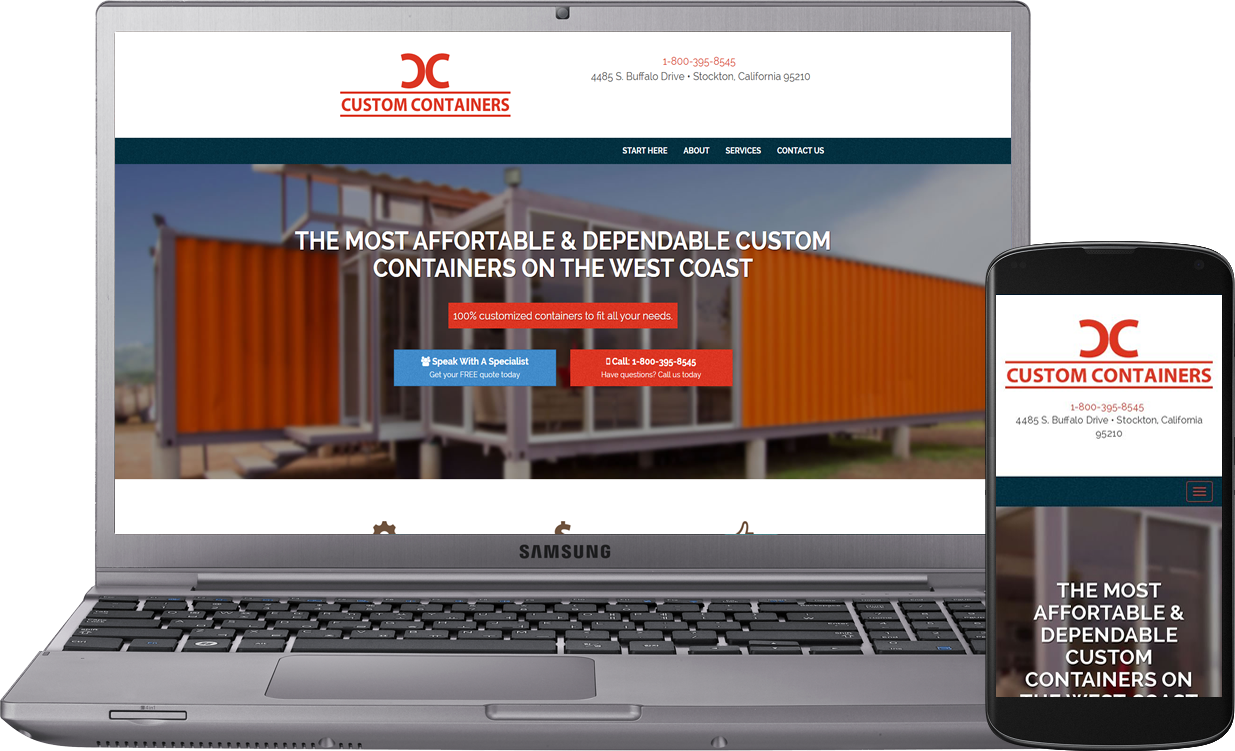 CUSTOM CONTAINERS
1-800-395-8545
4485 S. Buffalo Drive • Stockton, California 95210
START HERE ABOUT SERVICES CONTACT US
THE MOST AFFORTABLE & DEPENDABLE CUSTOM
CONTAINERS ON THE WEST COAST
100% customized containers to fit all your needs.
Speak With A Specialist
Get your FREE quote today
Call: 1-800-395-8545
Have questions? Call us today
SAMSUNG
CUSTOM CONTAINERS
1-800-395-8545
4485 S. Buffalo Drive • Stockton, California
95210
THE MOST
AFFORTABLE &
DEPENDABLE
CUSTOM
CONTAINERS ON
THE WEST COAST